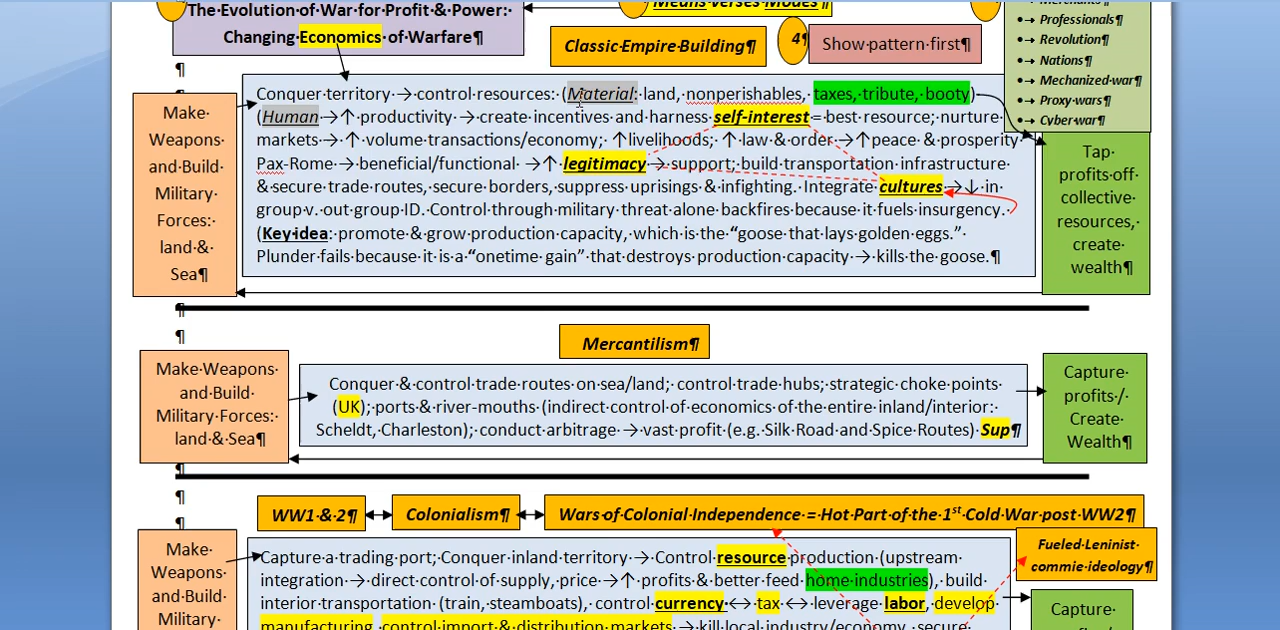 The Evolution of War for Profit & Power:
Changing Economics of Warfare¶
Means verses Modes¶
Classic Empire Building¶
4¶
Show pattern first¶
Professionals¶
Revolution¶
Nations¶
Mechanized war¶
Proxy wars¶
Cyber war¶
Make
Weapons
and Build
Military
Forces:
land &
Sea¶
Conquer territory → control resources: (Material: land, nonperishables, taxes, tribute, booty)
(Human → ↑ productivity → create incentives and harness self-interest = best resource; nurture
markets → ↑ volume transactions/economy; ↑ livelihoods; ↑ law & order → ↑ peace & prosperity
Pax-Rome → beneficial/functional → ↑ legitimacy → support; build transportation infrastructure
& secure trade routes, secure borders, suppress uprisings & infighting. Integrate cultures → ↓ in
group v. out group ID. Control through military threat alone backfires because it fuels insurgency.
(Key idea: promote & grow production capacity, which is the “goose that lays golden eggs.”
Plunder fails because it is a “onetime gain” that destroys production capacity → kills the goose.¶
Tap
profits off
collective
resources,
create
wealth¶
Mercantilism¶
Make Weapons
and Build
Military Forces:
land & Sea¶
Conquer & control trade routes on sea/land; control trade hubs; strategic choke points
(UK); ports & river-mouths (indirect control of economics of the entire inland/interior:
Scheldt, Charleston); conduct arbitrage → vast profit (e.g. Silk Road and Spice Routes) Sup¶
Capture
profits /
Create
Wealth¶
WW1 & 2¶
Colonialism¶
Wars of Colonial Independence = Hot Part of the 1st Cold War post WW2¶
Fueled Leninist
commie ideology¶
Make
Weapons
and Build
Military
Capture a trading port; Conquer inland territory → Control resource production (upstream
integration → direct control of supply, price → ↑ profits & better feed home industries), build
interior transportation (train, steamboats), control currency ↔ tax ↔ leverage labor, develop
manufacturing, control import & distribution markets → kill local industry/economy, secure
Capture